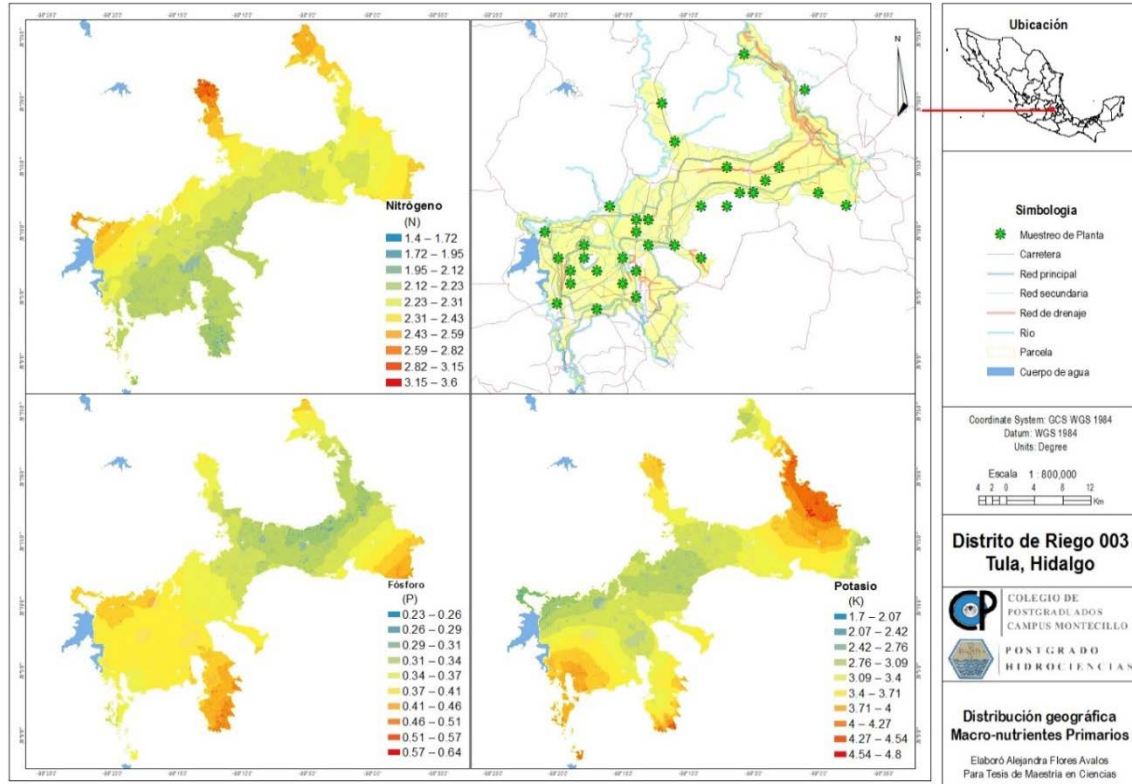 Nitrógeno
(N)
1.4 – 1.72
1.72 – 1.95
1.95 – 2.12
2.12 – 2.23
2.23 – 2.31
2.31 – 2.43
2.43 – 2.59
2.59 – 2.82
2.82 – 3.15
3.15 – 3.6
N
Fósforo
(P)
0.23 – 0.26
0.26 – 0.29
0.29 – 0.31
0.31 – 0.34
0.34 – 0.37
0.37 – 0.41
0.41 – 0.46
0.46 – 0.51
0.51 – 0.57
0.57 – 0.64
Potasio
(K)
1.7 – 2.07
2.07 – 2.42
2.42 – 2.76
2.76 – 3.09
3.09 – 3.4
3.4 – 3.71
3.71 – 4
4 – 4.27
4.27 – 4.54
4.54 – 4.8
Ubicación
Simbologia
Muestreo de Planta
Carretera
Red principal
Red secundaria
Red de drenaje
Río
Parcela
Cuerpo de agua
Coordinate System: GCS WGS 1984
Datum: WGS 1984
Units: Degree
Escala 1 : 800,000
4 2 0 4 8 12
Km
Distrito de Riego 003
Tula, Hidalgo
CP
COLEGIO DE
POSTGRADUADOS
CAMPUS MONTECILLO
POSTGRADO
HIDROCIENCIAS
Distribución geográfica
Macro-nutrientes Primarios
Elaboró Alejandra Flores Avalos
Para Tesis de Maestria en Ciencias